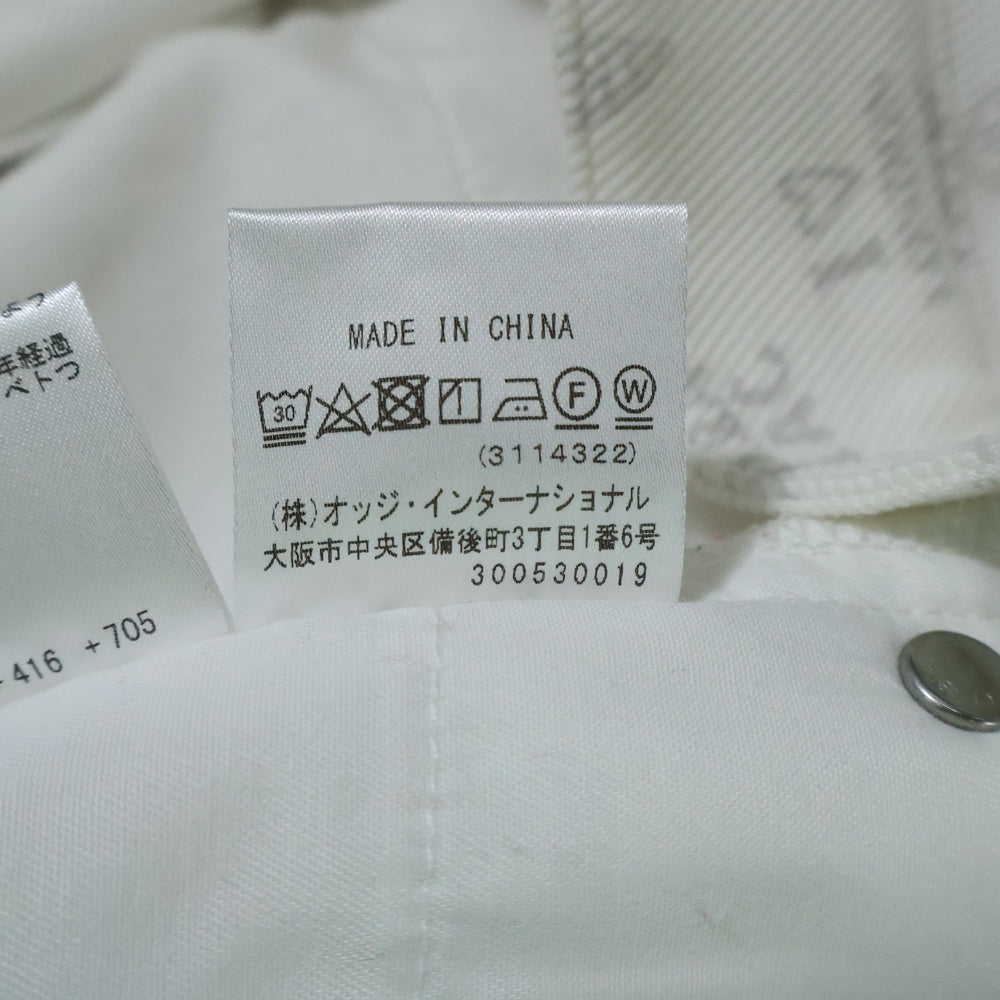 MADE IN CHINA
30 F W
(3114322)
(株)オッジ・インターナショナル
大阪市中央区備後町3丁目1番6号
300530019
年経過
ベトつ
416 +705